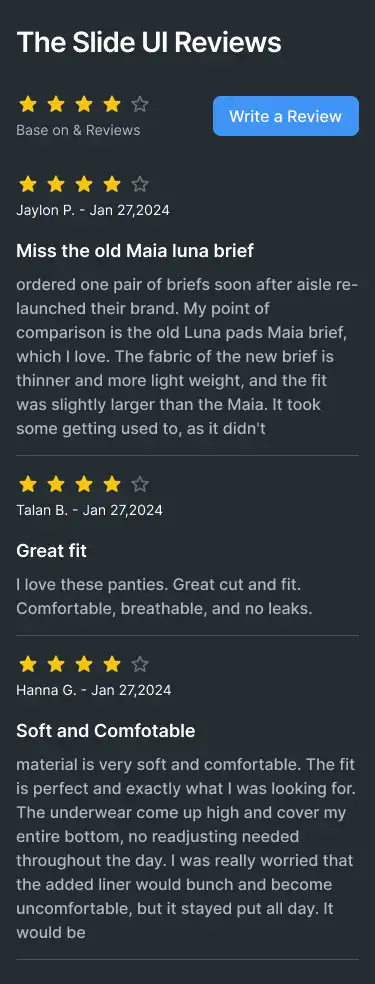 The Slide UI Reviews
Base on & Reviews
Write a Review
Jaylon P. - Jan 27,2024
Miss the old Maia luna brief
ordered one pair of briefs soon after aisle re-
launched their brand. My point of
comparison is the old Luna pads Maia brief,
which I love. The fabric of the new brief is
thinner and more light weight, and the fit
was slightly larger than the Maia. It took
some getting used to, as it didn't
Talan B. - Jan 27,2024
Great fit
I love these panties. Great cut and fit.
Comfortable, breathable, and no leaks.
Hanna G. - Jan 27,2024
Soft and Comfotable
material is very soft and comfortable. The fit
is perfect and exactly what I was looking for.
The underwear come up high and cover my
entire bottom, no readjusting needed
throughout the day. I was really worried that
the added liner would bunch and become
uncomfortable, but it stayed put all day. It
would be